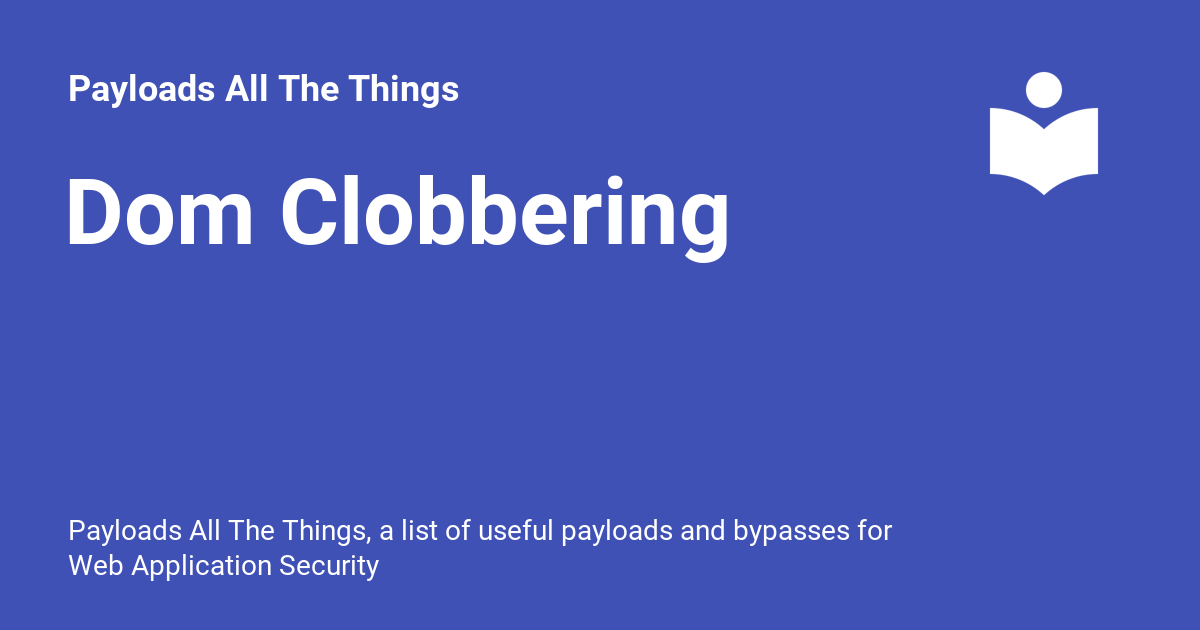 Payloads All The Things
Dom Clobbering
Payloads All The Things, a list of useful payloads and bypasses for
Web Application Security